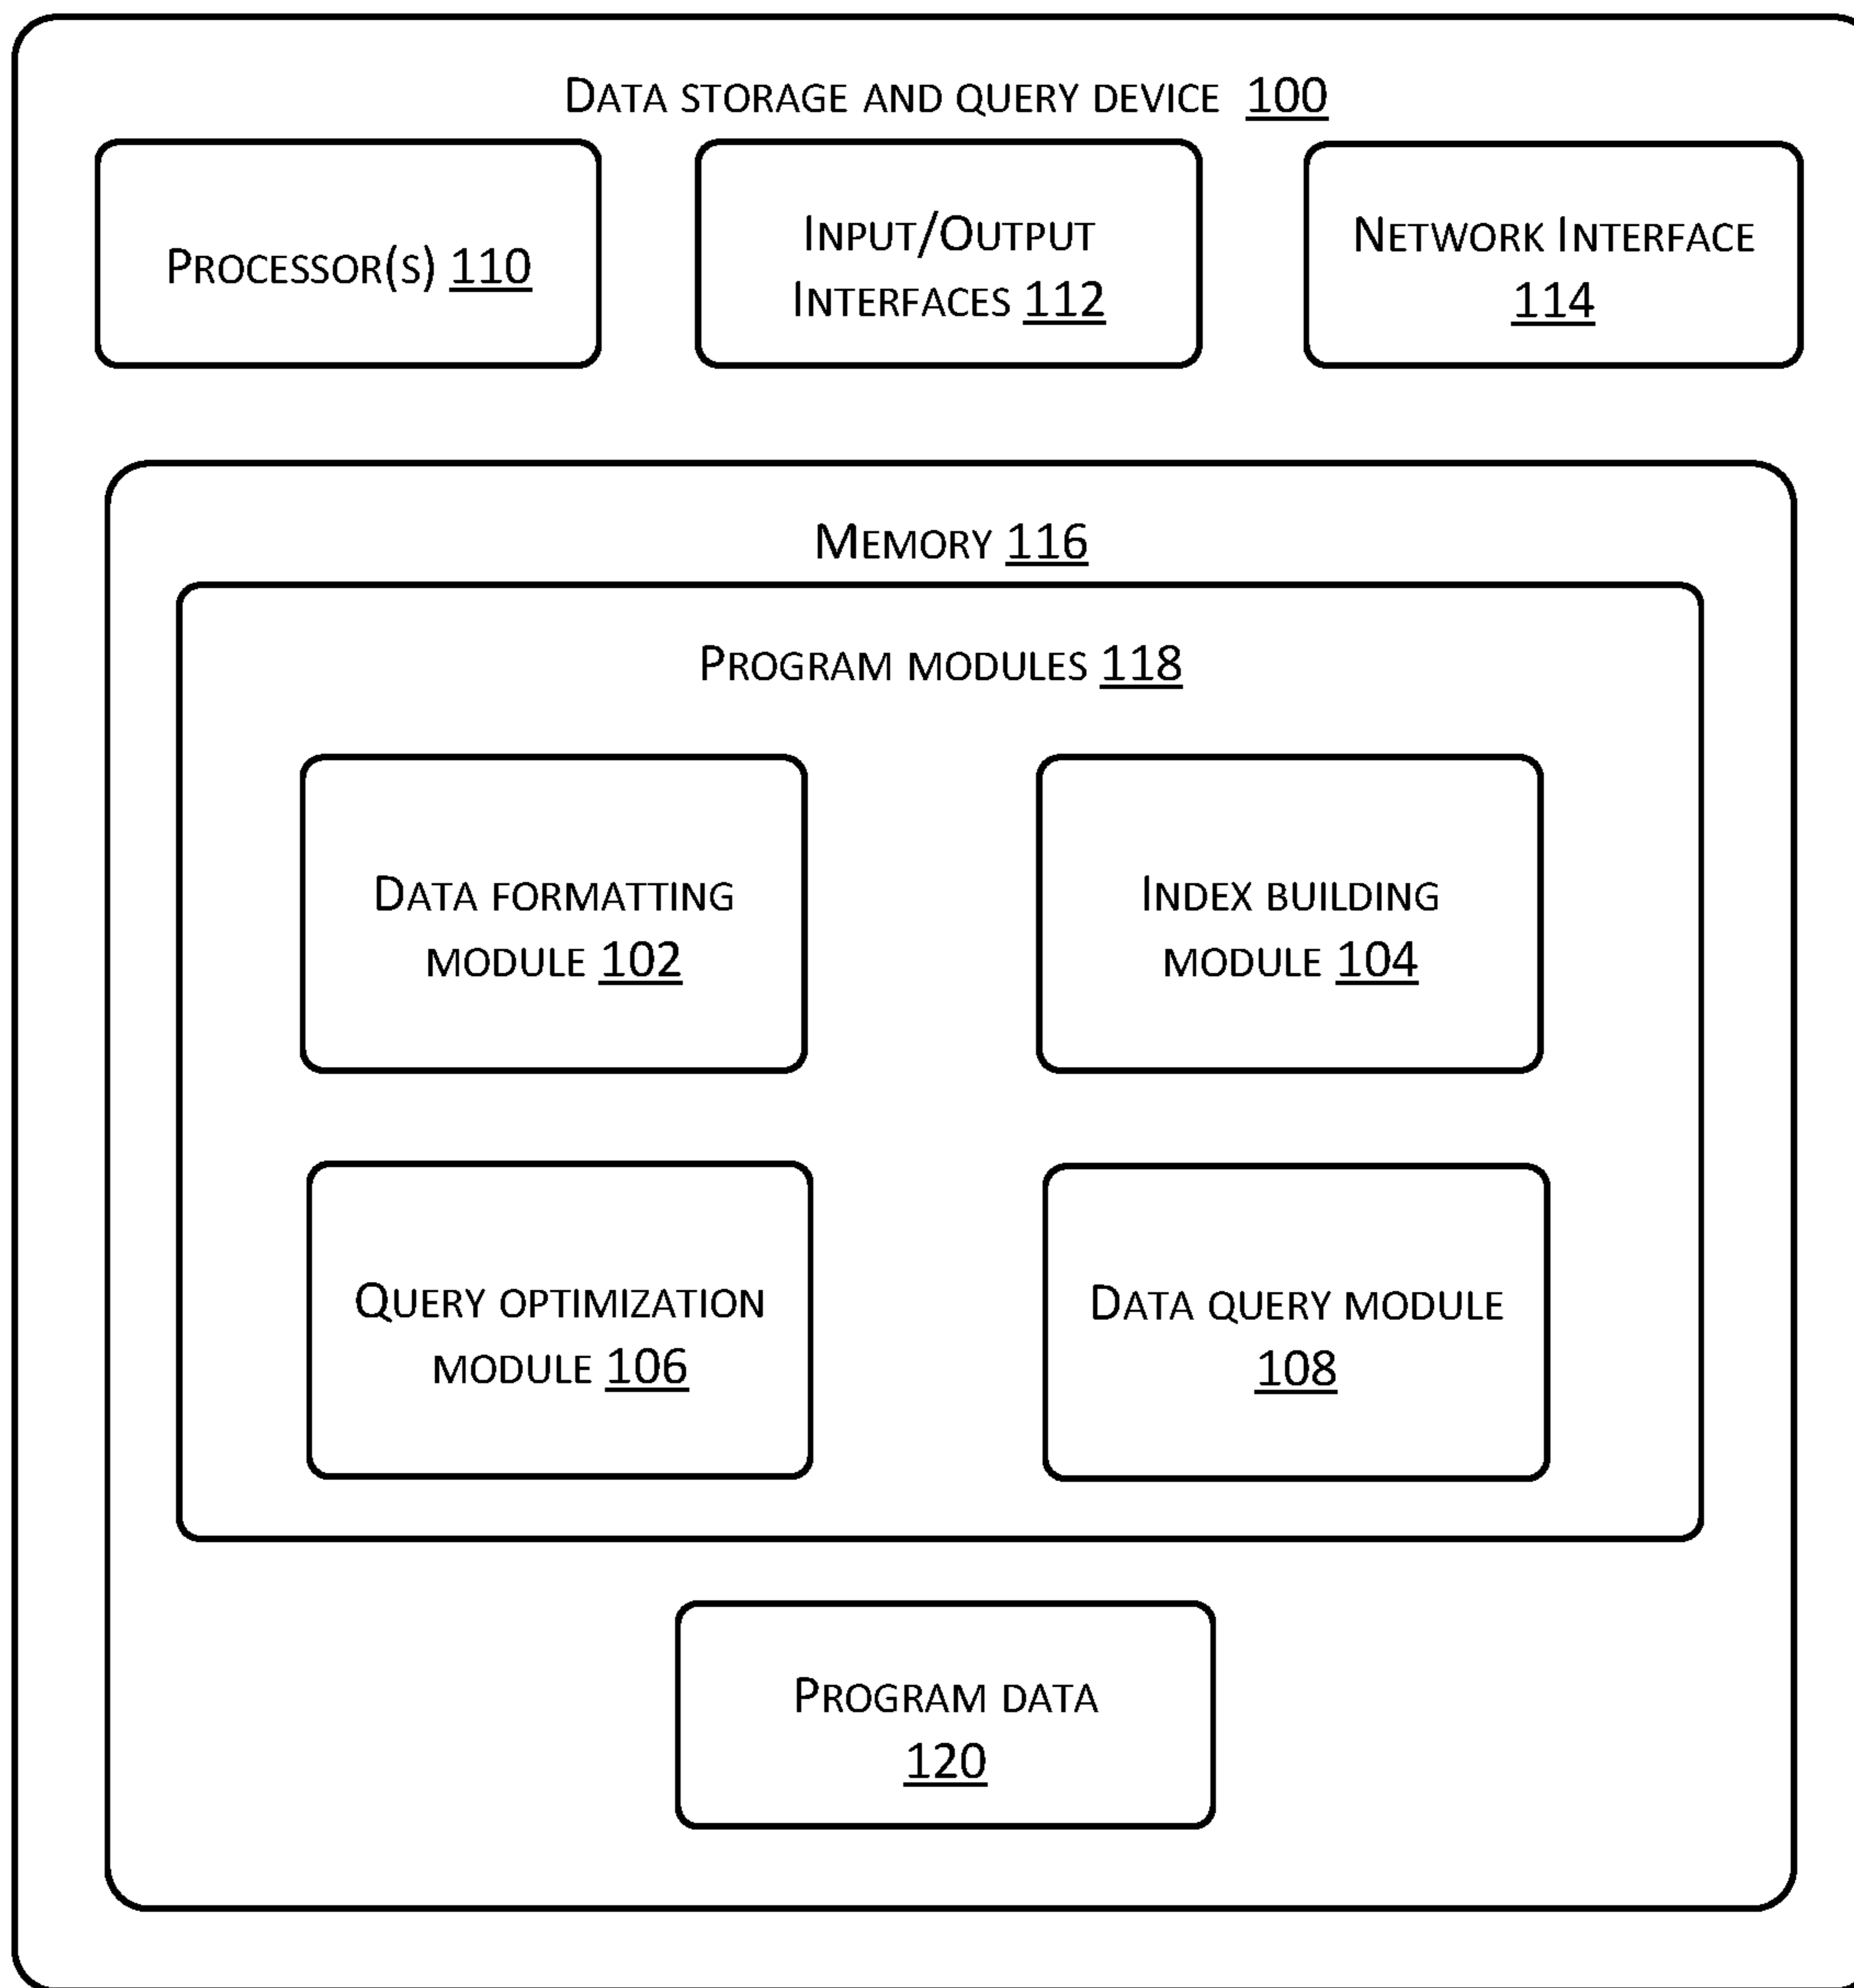 Data storage and query device 100
Processor(s) 110
Input/Output
Interfaces 112
Network Interface
114
Memory 116
Program modules 118
Data formatting
module 102
Index building
module 104
Query optimization
module 106
Data query module
108
Program data
120